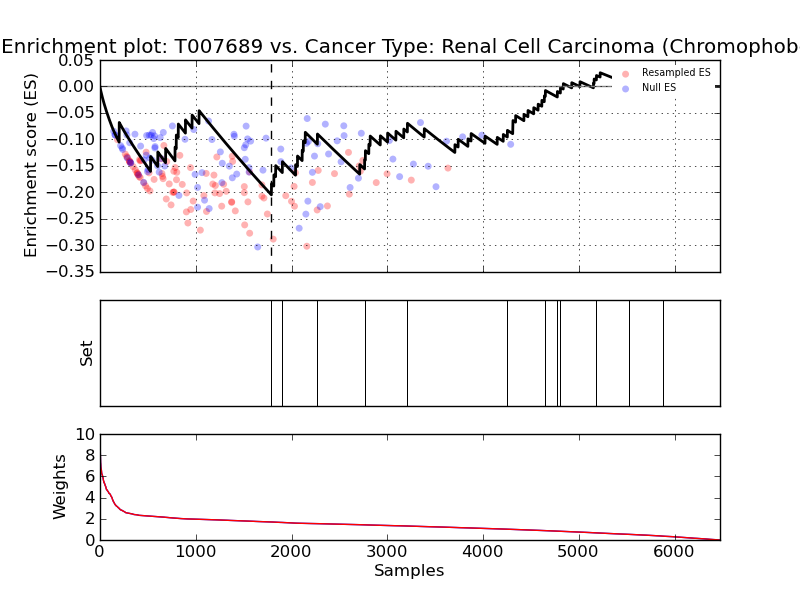 Enrichment plot: T007689 vs. Cancer Type: Renal Cell Carcinoma (Chromophob
0.05
0.00
−0.05
−0.10
−0.15
−0.20
−0.25
−0.30
−0.35
Enrichment score (ES)
Resampled ES
Null ES
Set
10
8
6
4
2
0
Weights
0 1000 2000 3000 4000 5000 6000
Samples